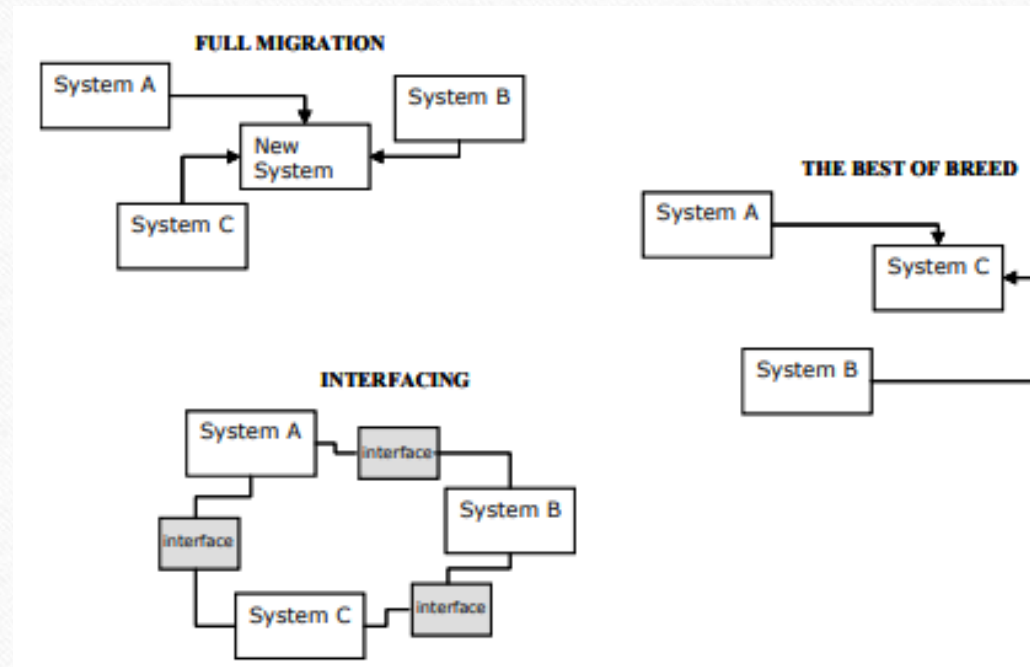 FULL MIGRATION
System A
System B
New
System
System C
THE BEST OF BREED
System A
System C
System B
INTERFACING
System A
interface
System B
interface
System C
interface